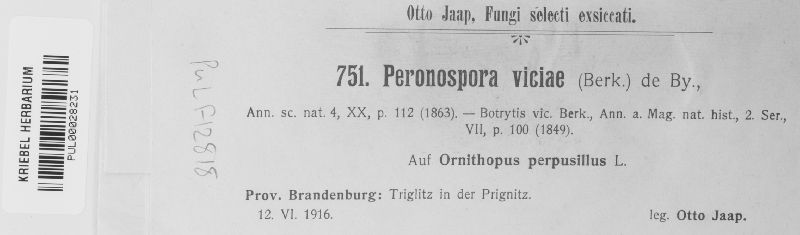 Otto Jaap, Fungi selecti exsiccati.
751. Peronospora viciae (Berk.) de By.,
Ann. sc. nat. 4, XX, p. 112 (1863). — Botrytis vic. Berk., Ann. a. Mag. nat. hist., 2. Ser.,
VII, p. 100 (1849).
Auf Ornithopus perpusillus L.
Prov. Brandenburg: Triglitz in der Prignitz.
12. VI. 1916. leg. Otto Jaap.
KRIEBEL HERBARIUM
PUL00028231
PUL F12818